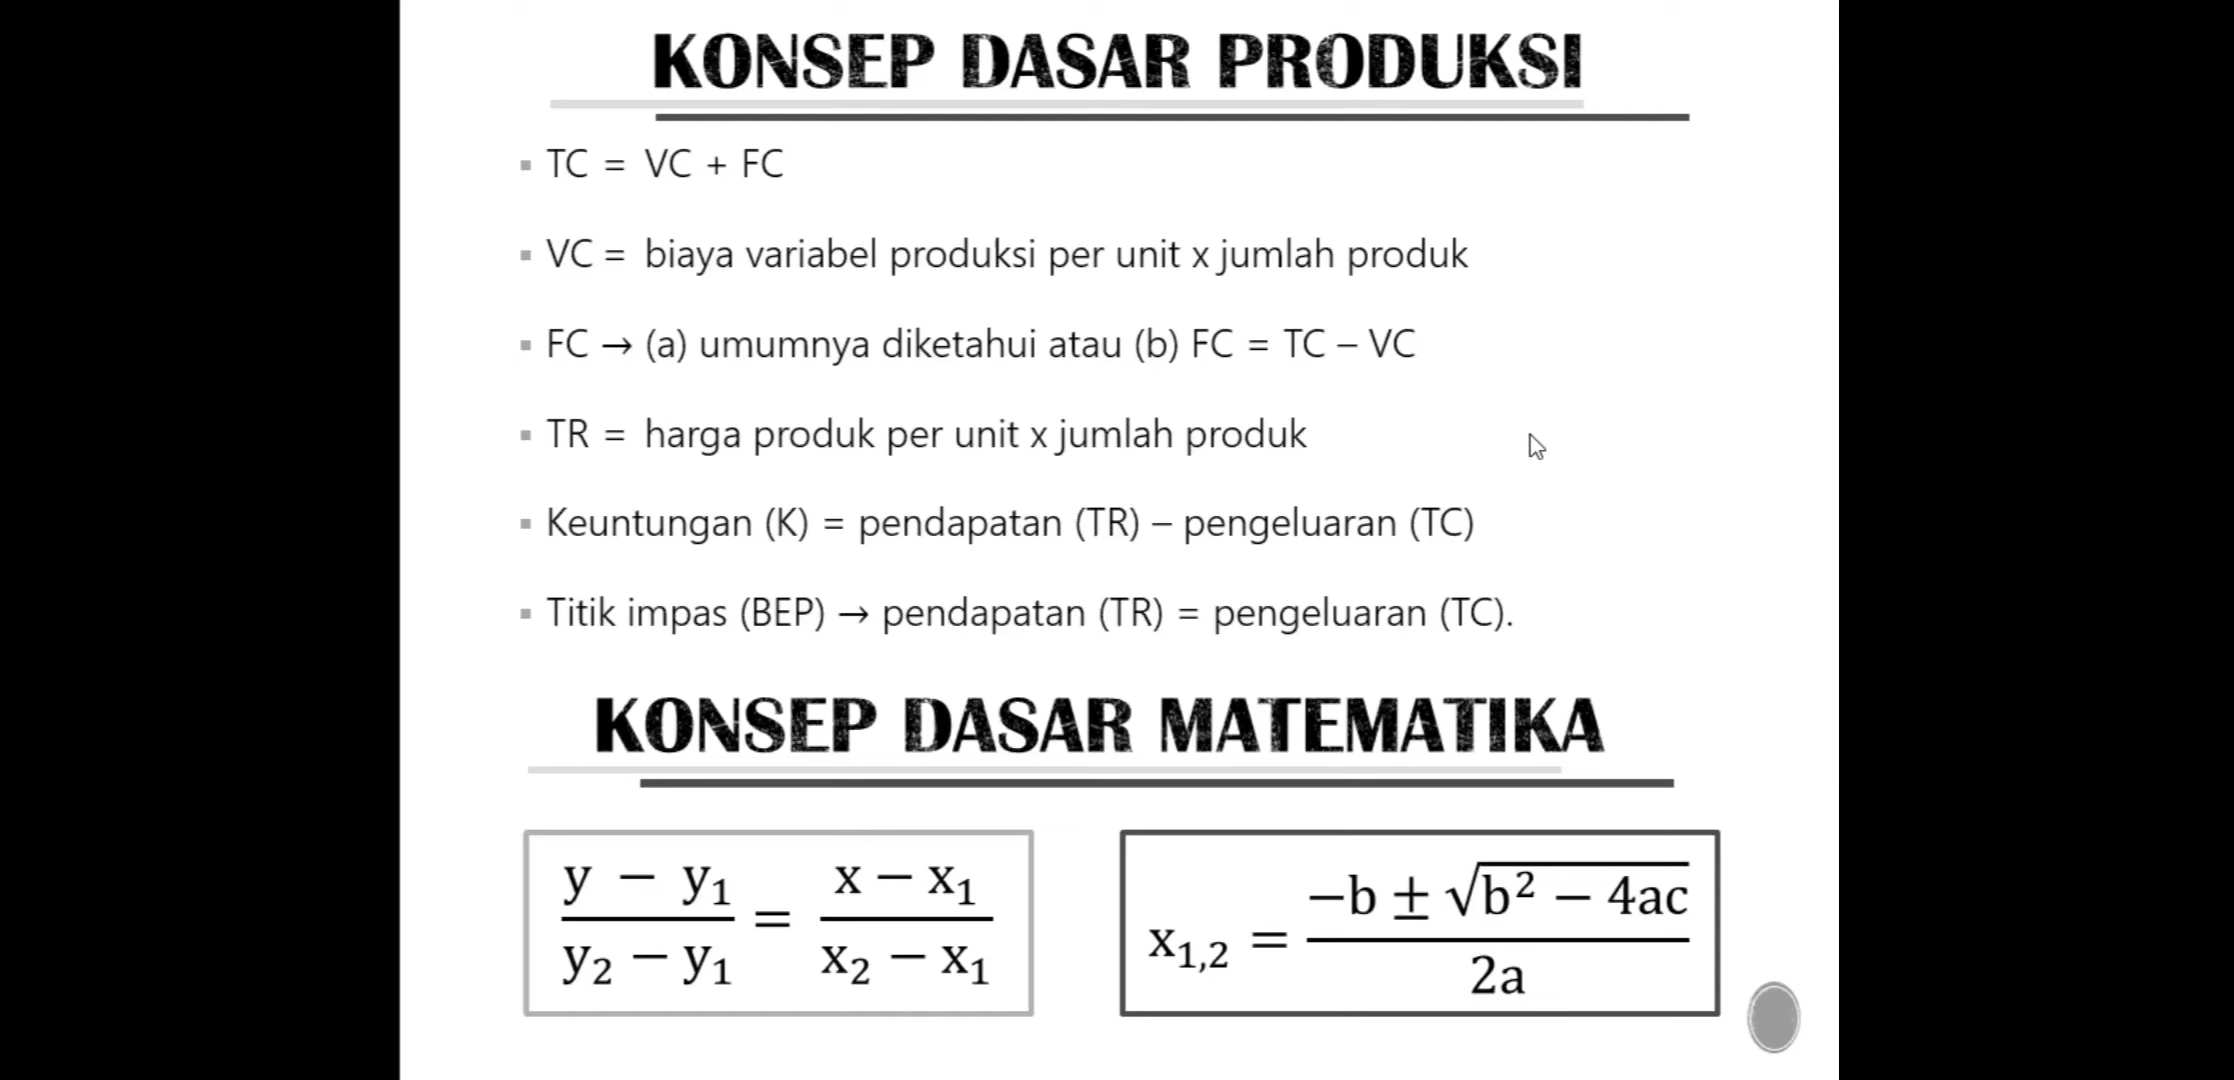 KONSEP DASAR PRODUKSI
▪ TC = VC + FC
▪ VC = biaya variabel produksi per unit x jumlah produk
▪ FC → (a) umumnya diketahui atau (b) FC = TC – VC
▪ TR = harga produk per unit x jumlah produk
▪ Keuntungan (K) = pendapatan (TR) – pengeluaran (TC)
▪ Titik impas (BEP) → pendapatan (TR) = pengeluaran (TC).
KONSEP DASAR MATEMATIKA
(y − y₁)/(y₂ − y₁) = (x − x₁)/(x₂ − x₁)
x₁,₂ = (−b ± √(b² − 4ac))/(2a)